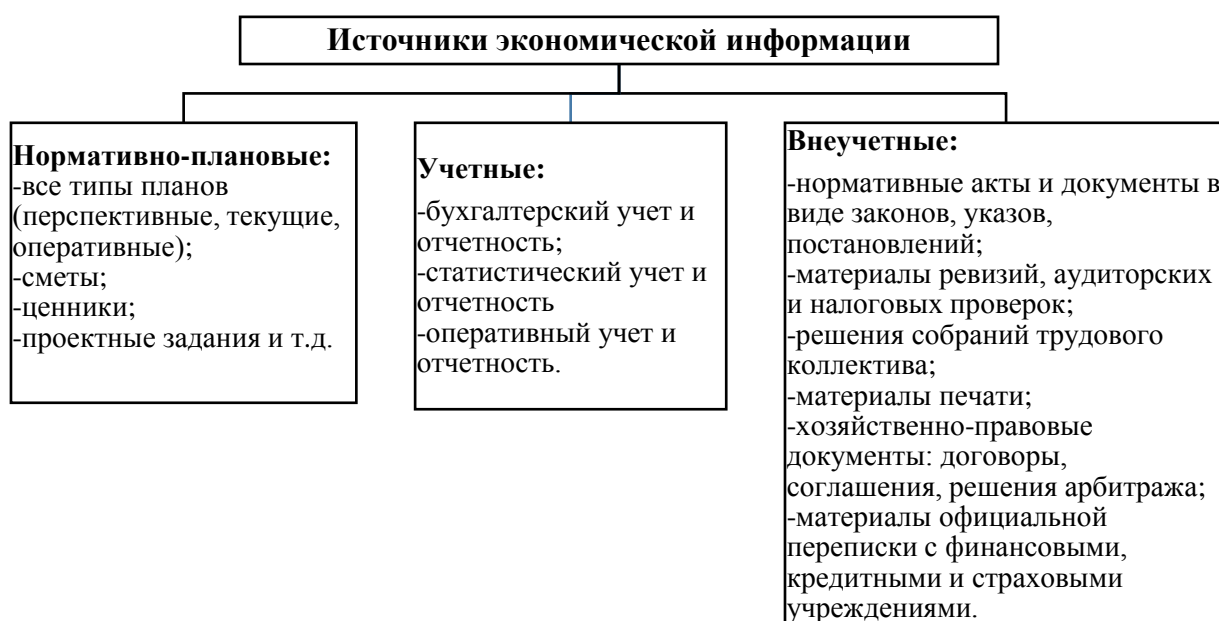 Источники экономической информации
Нормативно-плановые:
-все типы планов
(перспективные, текущие,
оперативные);
-сметы;
-ценники;
-проектные задания и т.д.
Учетные:
-бухгалтерский учет и
отчетность;
-статистический учет и
отчетность
-оперативный учет и
отчетность.
Внеучетные:
-нормативные акты и документы в
виде законов, указов,
постановлений;
-материалы ревизий, аудиторских
и налоговых проверок;
-решения собраний трудового
коллектива;
-материалы печати;
-хозяйственно-правовые
документы: договоры,
соглашения, решения арбитража;
-материалы официальной
переписки с финансовыми,
кредитными и страховыми
учреждениями.